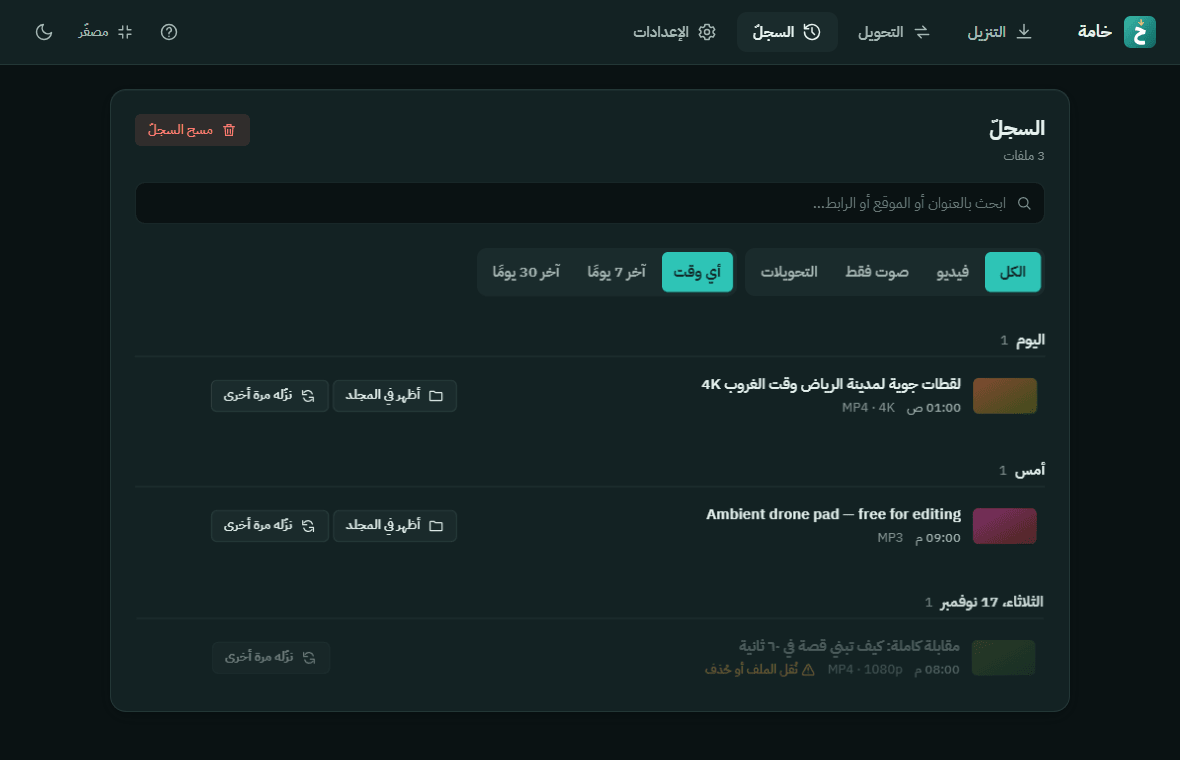 خامة
التنزيل
التحويل
السجلّ
الإعدادات
مصغّر
السجلّ
3 ملفات
مسح السجلّ
ابحث بالعنوان أو الموقع أو الرابط...
الكل
فيديو
صوت فقط
التحويلات
أي وقت
آخر 7 يومًا
آخر 30 يومًا
اليوم 1
لقطات جوية لمدينة الرياض وقت الغروب 4K
01:00 ص MP4 · 4K
أظهر في المجلد
نزّله مرة أخرى
أمس 1
Ambient drone pad — free for editing
09:00 م MP3
أظهر في المجلد
نزّله مرة أخرى
الثلاثاء، 17 نوفمبر 1
مقابلة كاملة: كيف تبني قصة في ٦٠ ثانية
08:00 م MP4 · 1080p نُقل الملف أو حُذف
نزّله مرة أخرى